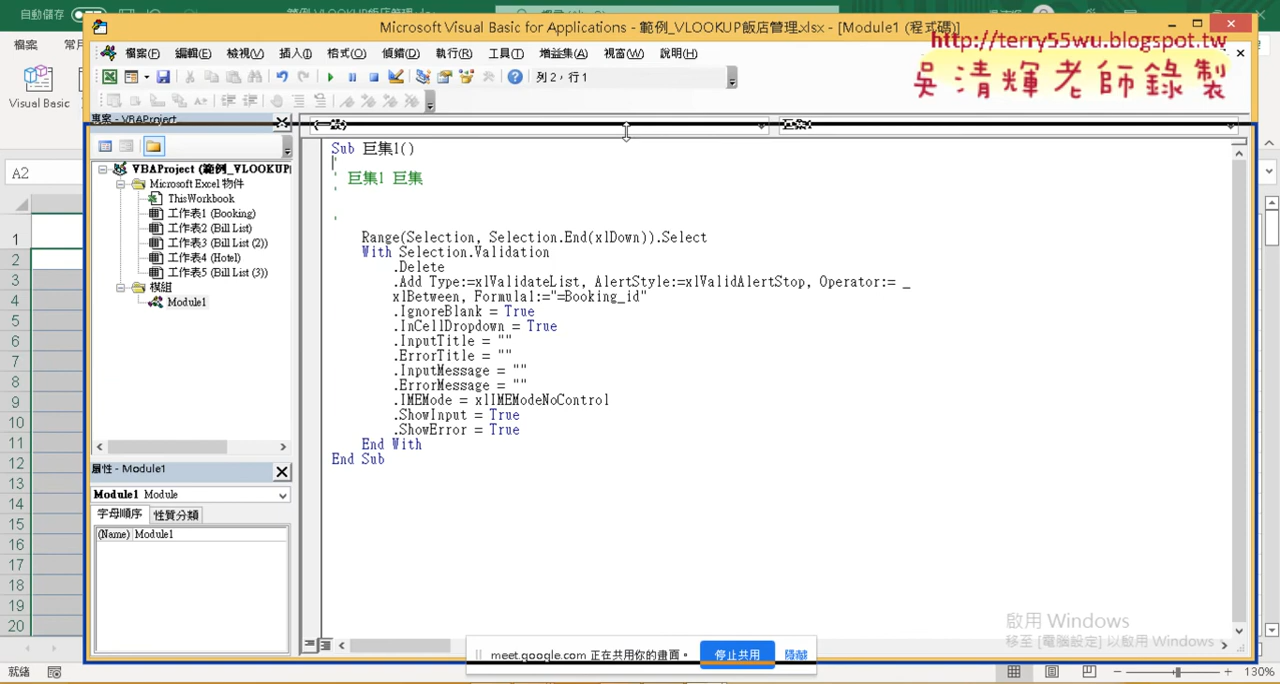 自動儲存
Microsoft Visual Basic for Applications - 範例_VLOOKUP飯店管理.xlsx - [Module1 (程式碼)]
http://terry55wu.blogspot.tw
吳清輝老師錄製
檔案
檔案(F) 編輯(E) 檢視(V) 插入(I) 格式(O) 偵錯(D) 執行(R) 工具(T) 增益集(A) 視窗(W) 說明(H)
列 2，行 1
Visual Basic
專案 - VBAProject
巨集1
Sub 巨集1()
'
' 巨集1 巨集
'
'
Range(Selection, Selection.End(xlDown)).Select
With Selection.Validation
.Delete
.Add Type:=xlValidateList, AlertStyle:=xlValidAlertStop, Operator:= _
xlBetween, Formula1:="=Booking_id"
.IgnoreBlank = True
.InCellDropdown = True
.InputTitle = ""
.ErrorTitle = ""
.InputMessage = ""
.ErrorMessage = ""
.IMEMode = xlIMEModeNoControl
.ShowInput = True
.ShowError = True
End With
End Sub
VBAProject (範例_VLOOKUP
Microsoft Excel 物件
ThisWorkbook
工作表1 (Booking)
工作表2 (Bill List)
工作表3 (Bill List (2))
工作表4 (Hotel)
工作表5 (Bill List (3))
模組
Module1
屬性 - Module1
Module1 Module
字母順序 性質分類
(Name) Module1
A2
1
2
3
4
5
6
7
8
9
10
11
12
13
14
15
16
17
18
19
20
啟用 Windows
移至 [電腦設定] 以啟用 Windows。
meet.google.com 正在共用你的畫面。 停止共用 隱藏
就緒
130%